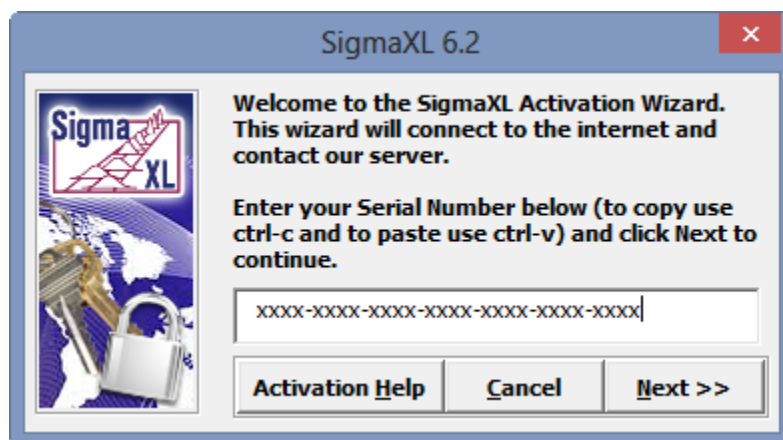 SigmaXL 6.2
Sigma
XL
Welcome to the SigmaXL Activation Wizard.
This wizard will connect to the internet and
contact our server.
Enter your Serial Number below (to copy use
ctrl-c and to paste use ctrl-v) and click Next to
continue.
xxxx-xxxx-xxxx-xxxx-xxxx-xxxx-xxxx
Activation Help Cancel Next >>